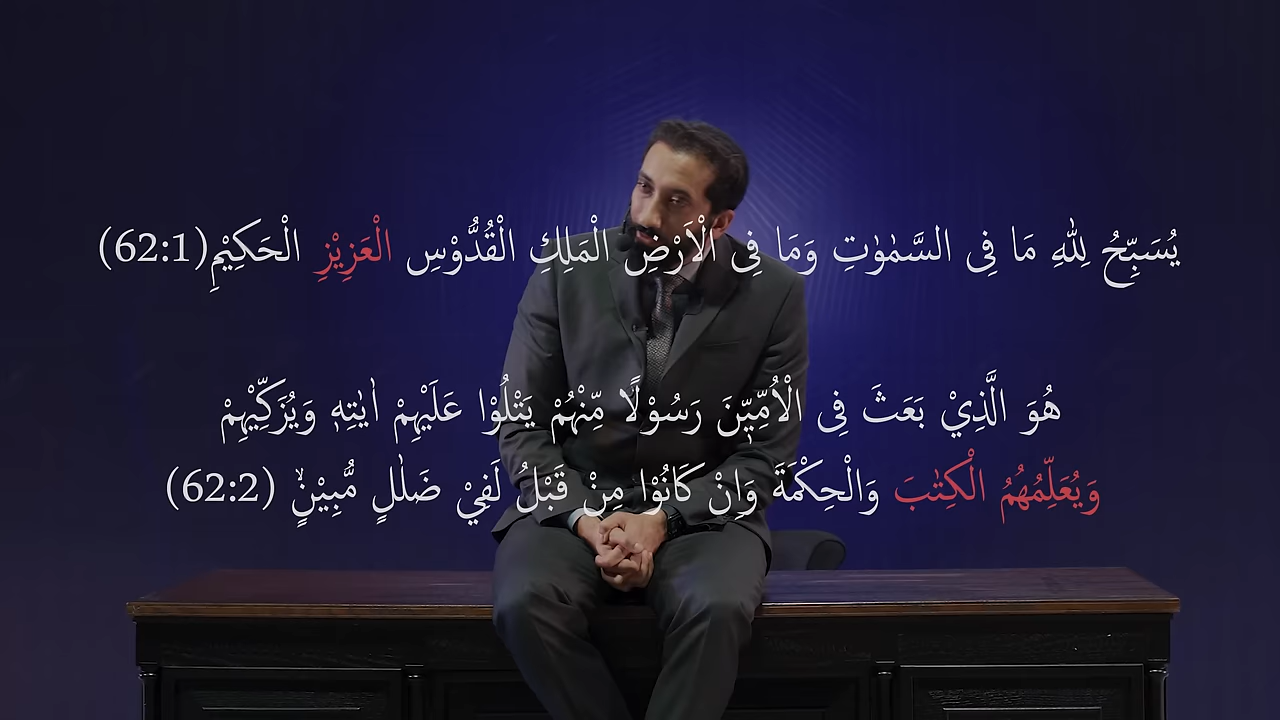 يُسَبِّحُ لِلّٰهِ مَا فِى السَّمٰوٰتِ وَمَا فِى الْاَرْضِ الْمَلِكِ الْقُدُّوْسِ الْعَزِيْزِ الْحَكِيْمِ(62:1)
هُوَ الَّذِيْ بَعَثَ فِى الْاُمِّيّٖنَ رَسُوْلًا مِّنْهُمْ يَتْلُوْا عَلَيْهِمْ اٰيٰتِهٖ وَيُزَكِّيْهِمْ
وَيُعَلِّمُهُمُ الْكِتٰبَ وَالْحِكْمَةَ وَاِنْ كَانُوْا مِنْ قَبْلُ لَفِيْ ضَلٰلٍ مُّبِيْنٍۙ (62:2)